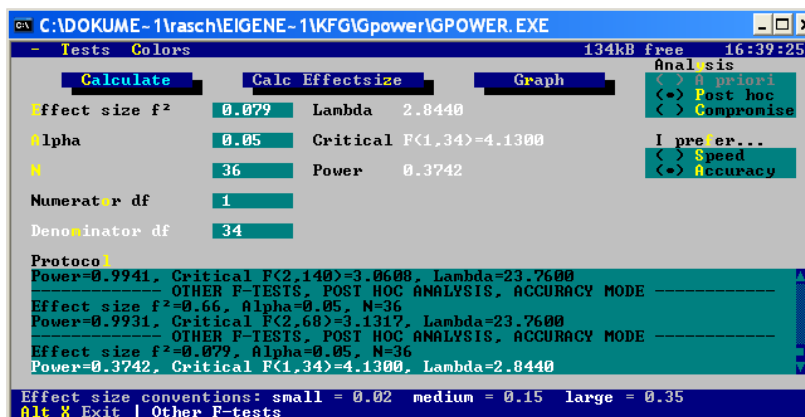 C:\DOKUME~1\rasch\EIGENE~1\KFG\Gpower\GPOWER.EXE
- Tests Colors 134kB free 16:39:25
Calculate Calc Effectsize Graph
Analysis
( ) A priori
(•) Post hoc
( ) Compromise
Effect size f² 0.079 Lambda 2.8440
Alpha 0.05 Critical F(1,34)=4.1300
I prefer...
( ) Speed
(•) Accuracy
N 36 Power 0.3742
Numerator df 1
Denominator df 34
Protocol
Power=0.9941, Critical F(2,140)=3.0608, Lambda=23.7600
------------ OTHER F-TESTS, POST HOC ANALYSIS, ACCURACY MODE ------------
Effect size f²=0.66, Alpha=0.05, N=36
Power=0.9931, Critical F(2,68)=3.1317, Lambda=23.7600
------------ OTHER F-TESTS, POST HOC ANALYSIS, ACCURACY MODE ------------
Effect size f²=0.079, Alpha=0.05, N=36
Power=0.3742, Critical F(1,34)=4.1300, Lambda=2.8440
Effect size conventions: small = 0.02 medium = 0.15 large = 0.35
Alt X Exit | Other F-tests